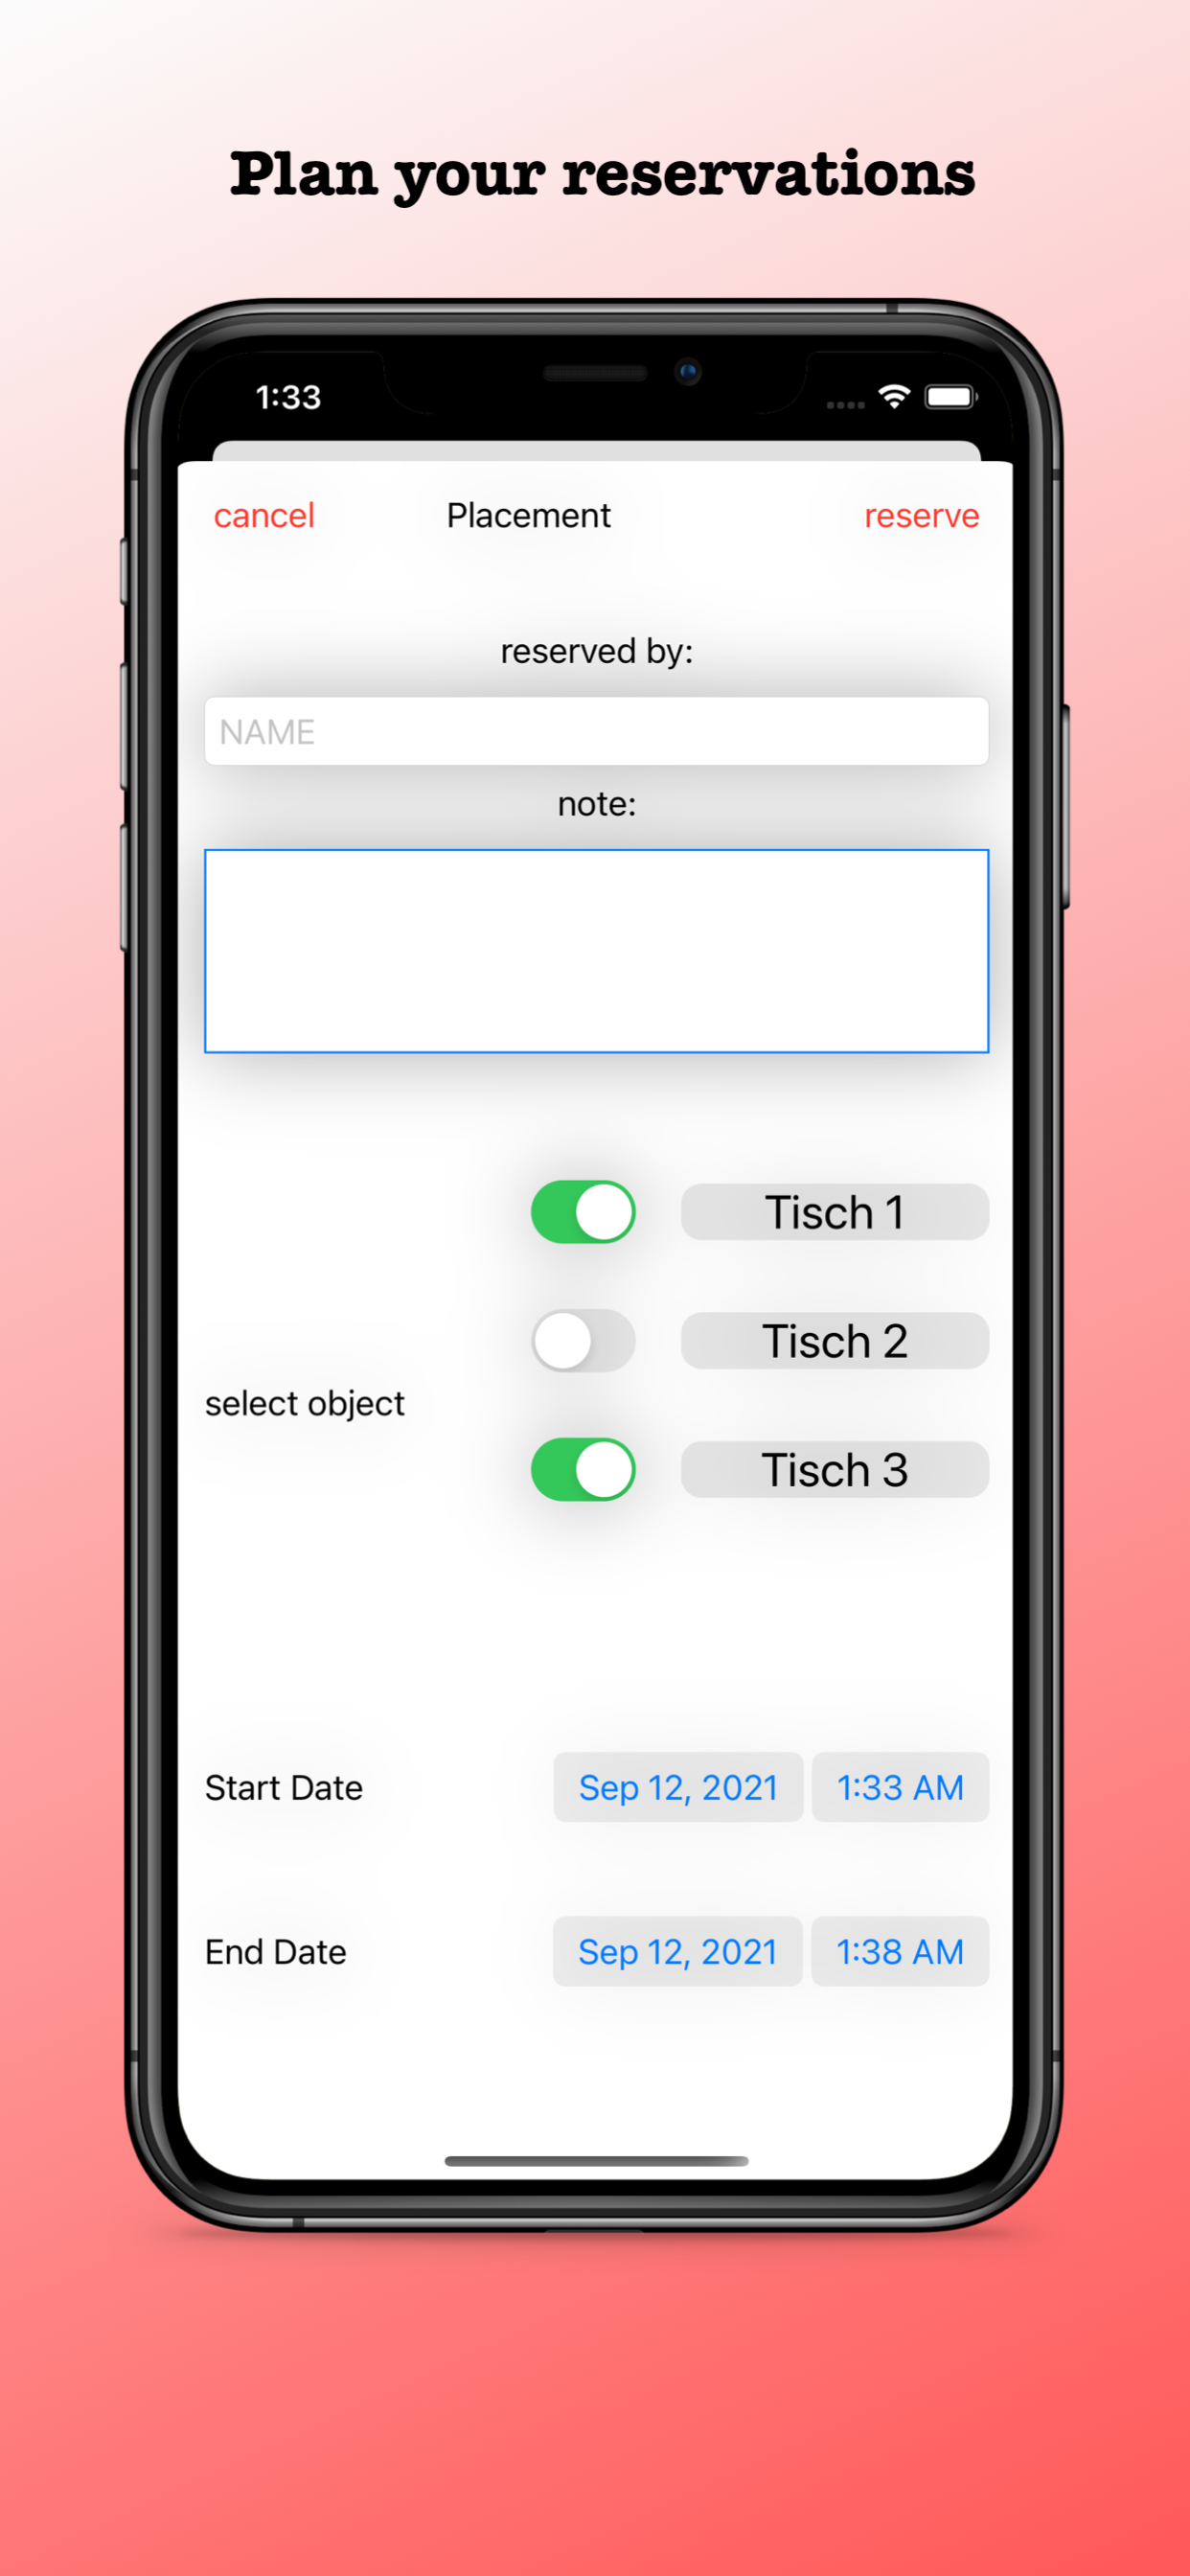 Plan your reservations
1:33
cancel Placement reserve
reserved by:
NAME
note:
Tisch 1
Tisch 2
select object
Tisch 3
Start Date Sep 12, 2021 1:33 AM
End Date Sep 12, 2021 1:38 AM